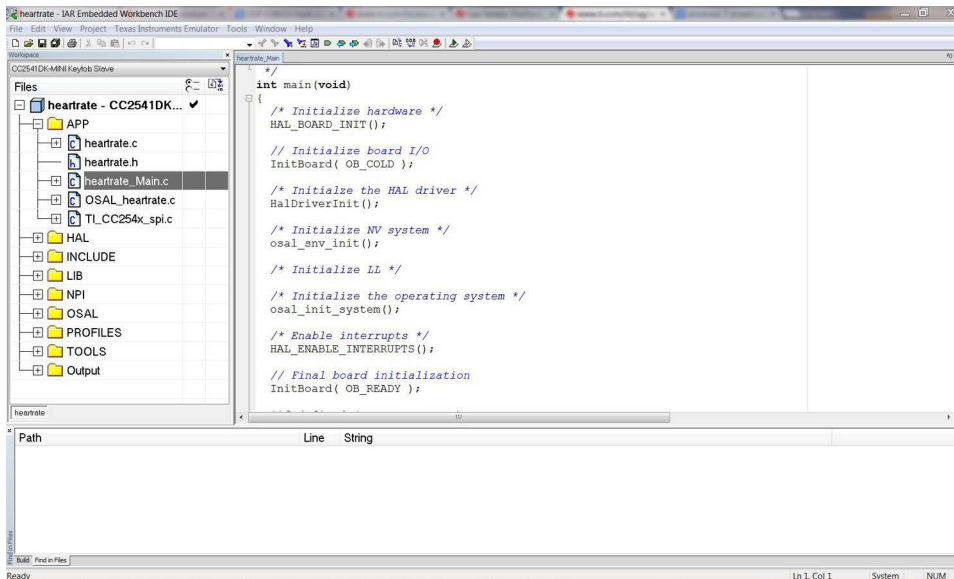 heartrate - IAR Embedded Workbench IDE
File Edit View Project Texas Instruments Emulator Tools Window Help
Workspace
CC2541DK-MINI Keyfob Slave
Files
heartrate - CC2541DK...
APP
heartrate.c
heartrate.h
heartrate_Main.c
OSAL_heartrate.c
TI_CC254x_spi.c
HAL
INCLUDE
LIB
NPI
OSAL
PROFILES
TOOLS
Output
heartrate
heartrate_Main
*/
int main(void)
{
/* Initialize hardware */
HAL_BOARD_INIT();
// Initialize board I/O
InitBoard( OB_COLD );
/* Initialze the HAL driver */
HalDriverInit();
/* Initialize NV system */
osal_snv_init();
/* Initialize LL */
/* Initialize the operating system */
osal_init_system();
/* Enable interrupts */
HAL_ENABLE_INTERRUPTS();
// Final board initialization
InitBoard( OB_READY );
Path Line String
Find in Files
Build Find in Files
Ready Ln 1, Col 1 System NUM